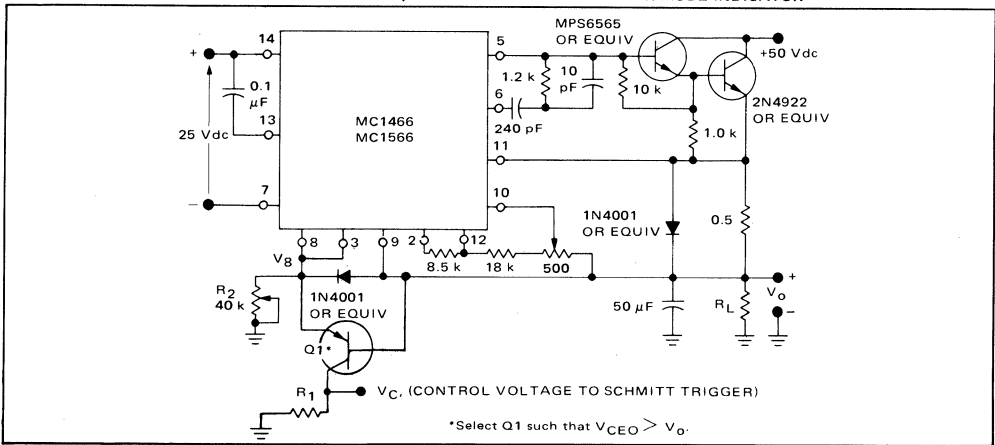 MPS6565
OR EQUIV
+50 Vdc
2N4922
OR EQUIV
14
5
+
0.1
μF
1.2 k
10
pF
10 k
6
240 pF
1.0 k
MC1466
MC1566
13
25 Vdc
11
10
7
−
1N4001
OR EQUIV
0.5
8
3
9
2
12
V8
8.5 k
18 k
500
+
Vo
−
R2
40 k
1N4001
OR EQUIV
50 μF
RL
Q1*
R1
VC, (CONTROL VOLTAGE TO SCHMITT TRIGGER)
*Select Q1 such that VCEO > Vo.